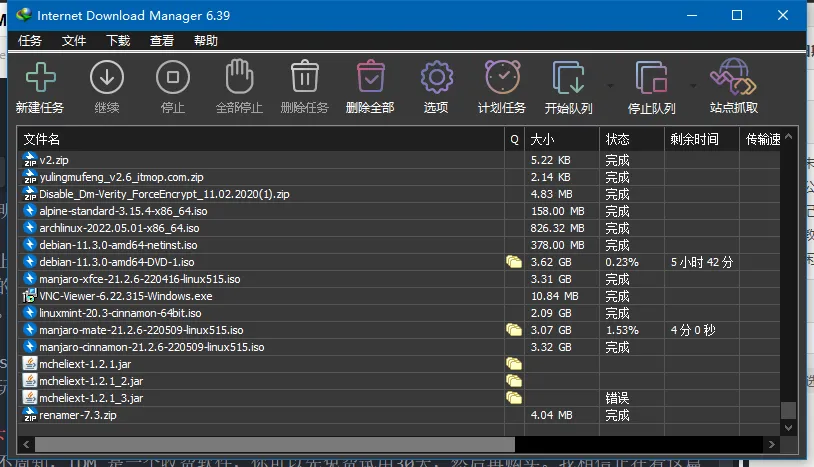 Internet Download Manager 6.39
任务 文件 下载 查看 帮助
新建任务 继续 停止 全部停止 删除任务 删除全部 选项 计划任务 开始队列 停止队列 站点抓取
文件名 Q 大小 状态 剩余时间 传输速
v2.zip 5.22 KB 完成
yulingmufeng_v2.6_itmop.com.zip 2.14 KB 完成
Disable_Dm-Verity_ForceEncrypt_11.02.2020(1).zip 4.83 MB 完成
alpine-standard-3.15.4-x86_64.iso 158.00 MB 完成
archlinux-2022.05.01-x86_64.iso 826.32 MB 完成
debian-11.3.0-amd64-netinst.iso 378.00 MB 完成
debian-11.3.0-amd64-DVD-1.iso 3.62 GB 0.23% 5 小时 42 分
manjaro-xfce-21.2.6-220416-linux515.iso 3.31 GB 完成
VNC-Viewer-6.22.315-Windows.exe 10.84 MB 完成
linuxmint-20.3-cinnamon-64bit.iso 2.09 GB 完成
manjaro-mate-21.2.6-220509-linux515.iso 3.07 GB 1.53% 4 分 0 秒
manjaro-cinnamon-21.2.6-220509-linux515.iso 3.32 GB 完成
mcheliext-1.2.1.jar
mcheliext-1.2.1_2.jar
mcheliext-1.2.1_3.jar 错误
renamer-7.3.zip 4.04 MB 完成